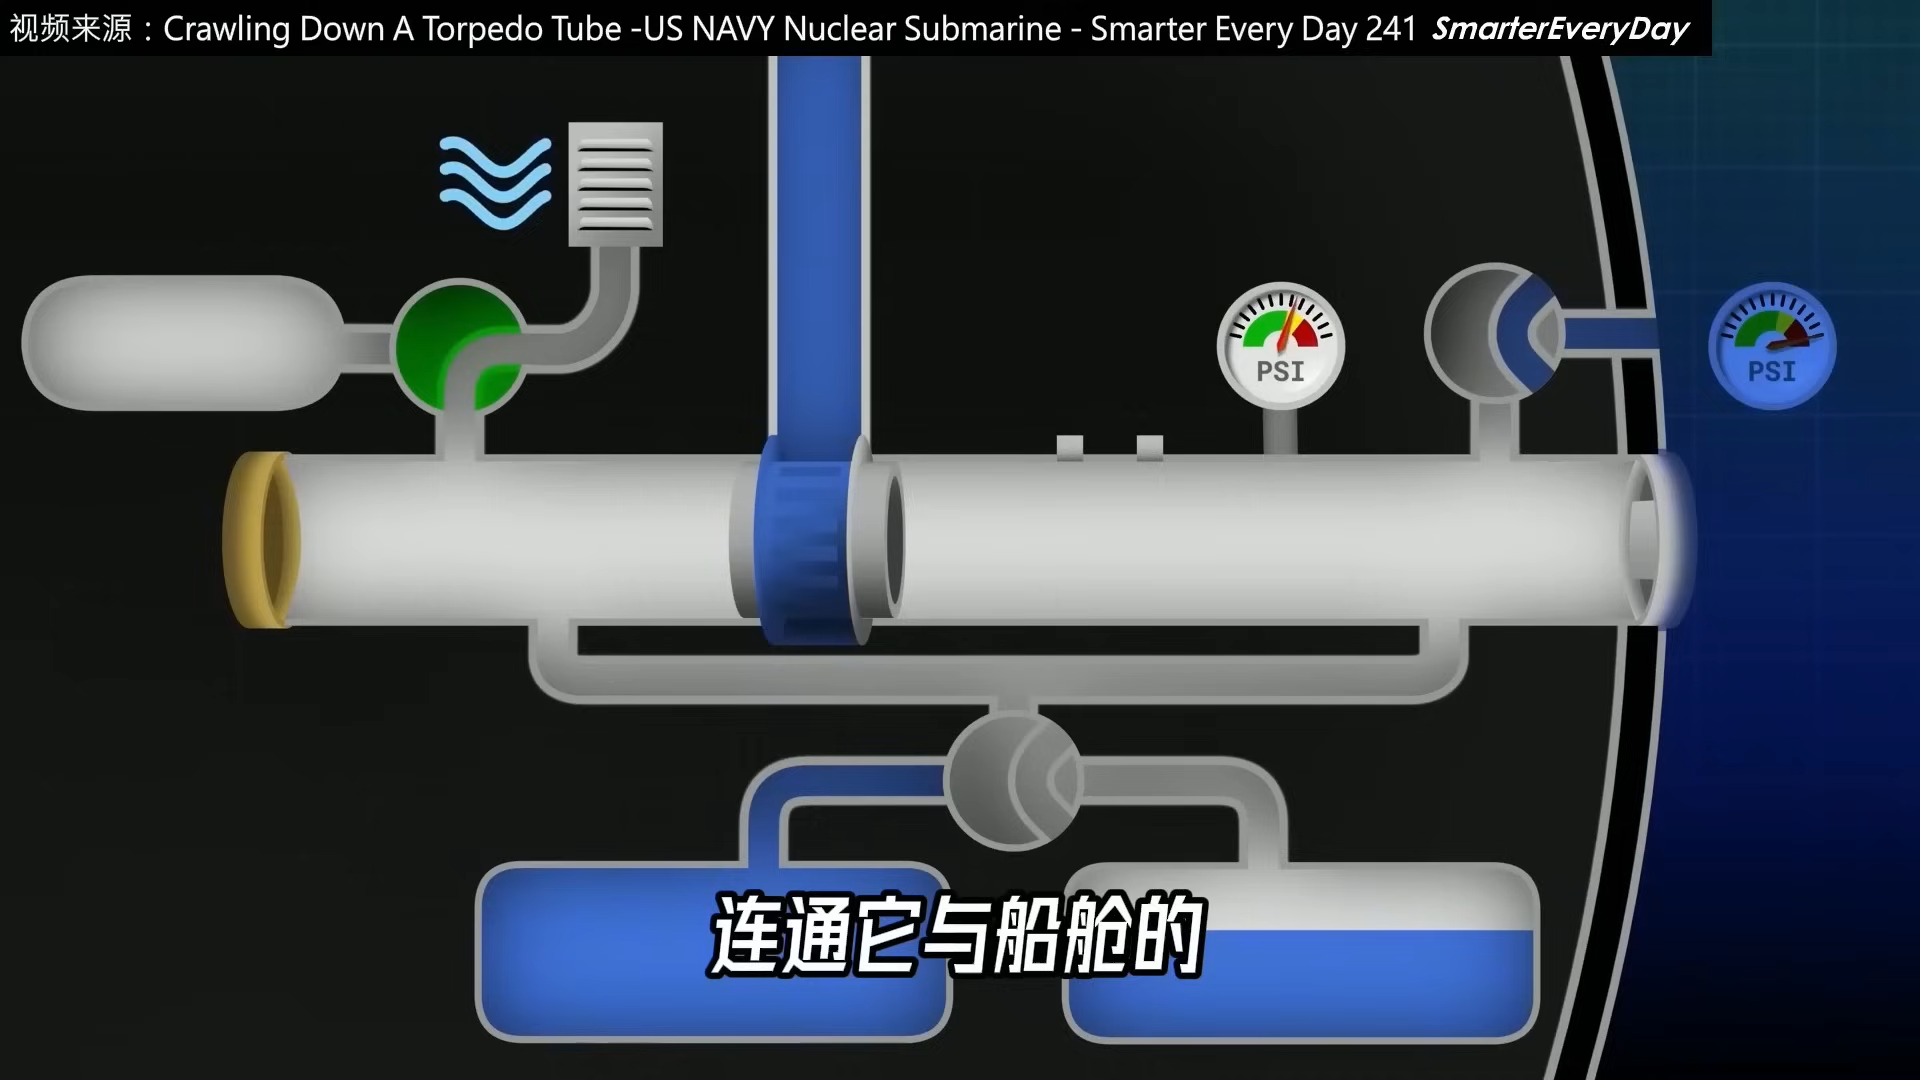 视频来源：Crawling Down A Torpedo Tube -US NAVY Nuclear Submarine - Smarter Every Day 241 SmarterEveryDay
PSI
PSI
连通它与船舱的